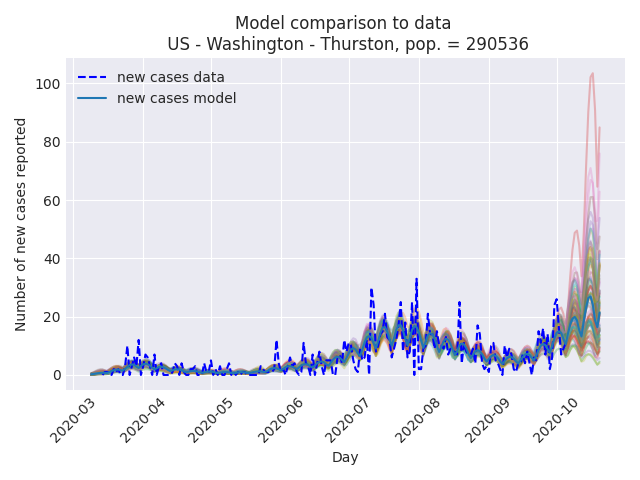 Model comparison to data
US - Washington - Thurston, pop. = 290536
new cases data
new cases model
Number of new cases reported
100
80
60
40
20
0
2020-03
2020-04
2020-05
2020-06
2020-07
2020-08
2020-09
2020-10
Day